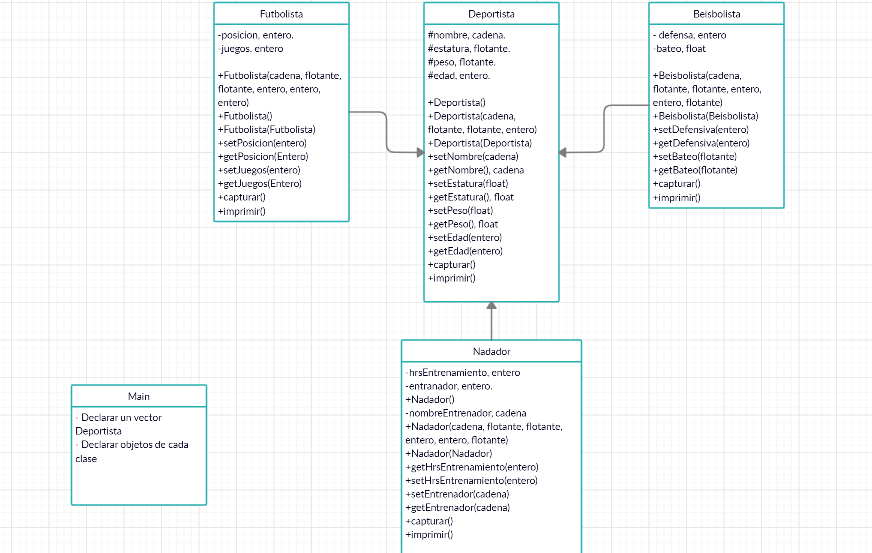 Futbolista
-posicion, entero.
-juegos, entero
+Futbolista(cadena, flotante,
flotante, entero, entero,
entero)
+Futbolista()
+Futbolista(Futbolista)
+setPosicion(entero)
+getPosicion(Entero)
+setJuegos(entero)
+getJuegos(Entero)
+capturar()
+imprimir()
Deportista
#nombre, cadena.
#estatura, flotante.
#peso, flotante.
#edad, entero.
+Deportista()
+Deportista(cadena,
flotante, flotante, entero)
+Deportista(Deportista)
+setNombre(cadena)
+getNombre(), cadena
+setEstatura(float)
+getEstatura(), float
+setPeso(float)
+getPeso(), float
+setEdad(entero)
+getEdad(entero)
+capturar()
+imprimir()
Beisbolista
- defensa, entero
-bateo, float
+Beisbolista(cadena,
flotante, flotante, entero,
entero, flotante)
+Beisbolista(Beisbolista)
+setDefensiva(entero)
+getDefensiva(entero)
+setBateo(flotante)
+getBateo(flotante)
+capturar()
+imprimir()
Main
- Declarar un vector
Deportista
- Declarar objetos de cada
clase
Nadador
-hrsEntrenamiento, entero
-entranador, entero.
+Nadador()
-nombreEntrenador, cadena
+Nadador(cadena, flotante, flotante,
entero, entero, flotante)
+Nadador(Nadador)
+getHrsEntrenamiento(entero)
+setHrsEntrenamiento(entero)
+setEntrenador(cadena)
+getEntrenador(cadena)
+capturar()
+imprimir()